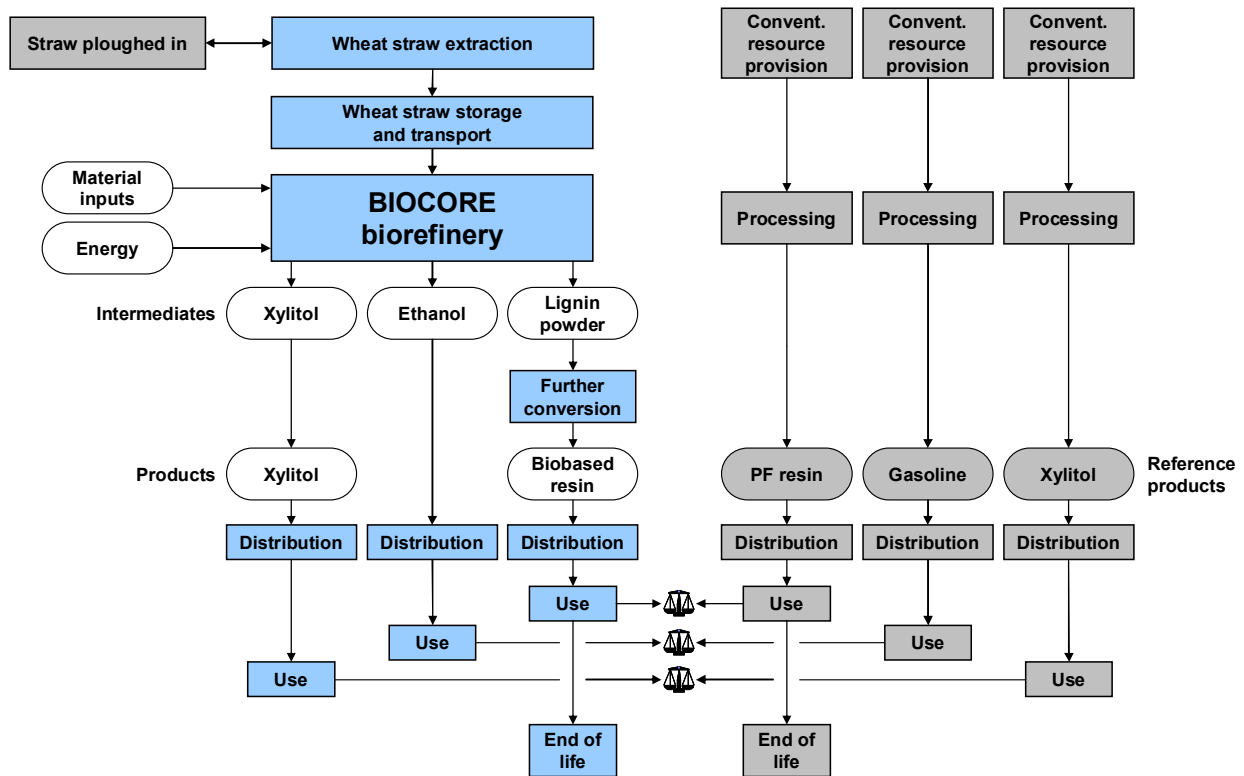 Straw ploughed in
Wheat straw extraction
Convent.
resource
provision
Convent.
resource
provision
Convent.
resource
provision
Wheat straw storage
and transport
Material
inputs
Energy
BIOCORE
biorefinery
Processing
Processing
Processing
Intermediates
Xylitol
Ethanol
Lignin
powder
Further
conversion
Products
Xylitol
Biobased
resin
PF resin
Gasoline
Xylitol
Reference
products
Distribution
Distribution
Distribution
Distribution
Distribution
Distribution
Use
Use
Use
Use
Use
Use
End of
life
End of
life